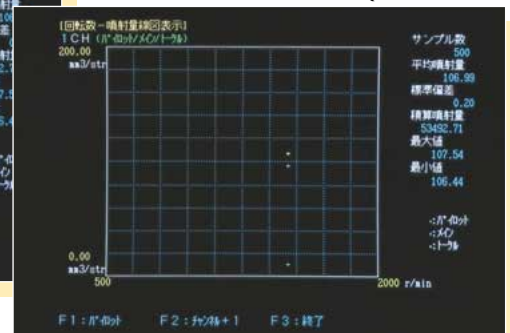 [回転数－噴射量線図表示]
1CH (パイロット/メイン/トータル)
200.00
mm3/str
0.00
mm3/str
500
2000 r/min
サンプル数
500
平均噴射量
106.99
標準偏差
0.20
積算噴射量
53492.71
最大値
107.54
最小値
106.44
<:パイロット
<:メイン
<:トータル
F1:パイロット F2:チャンネル+1 F3:終了